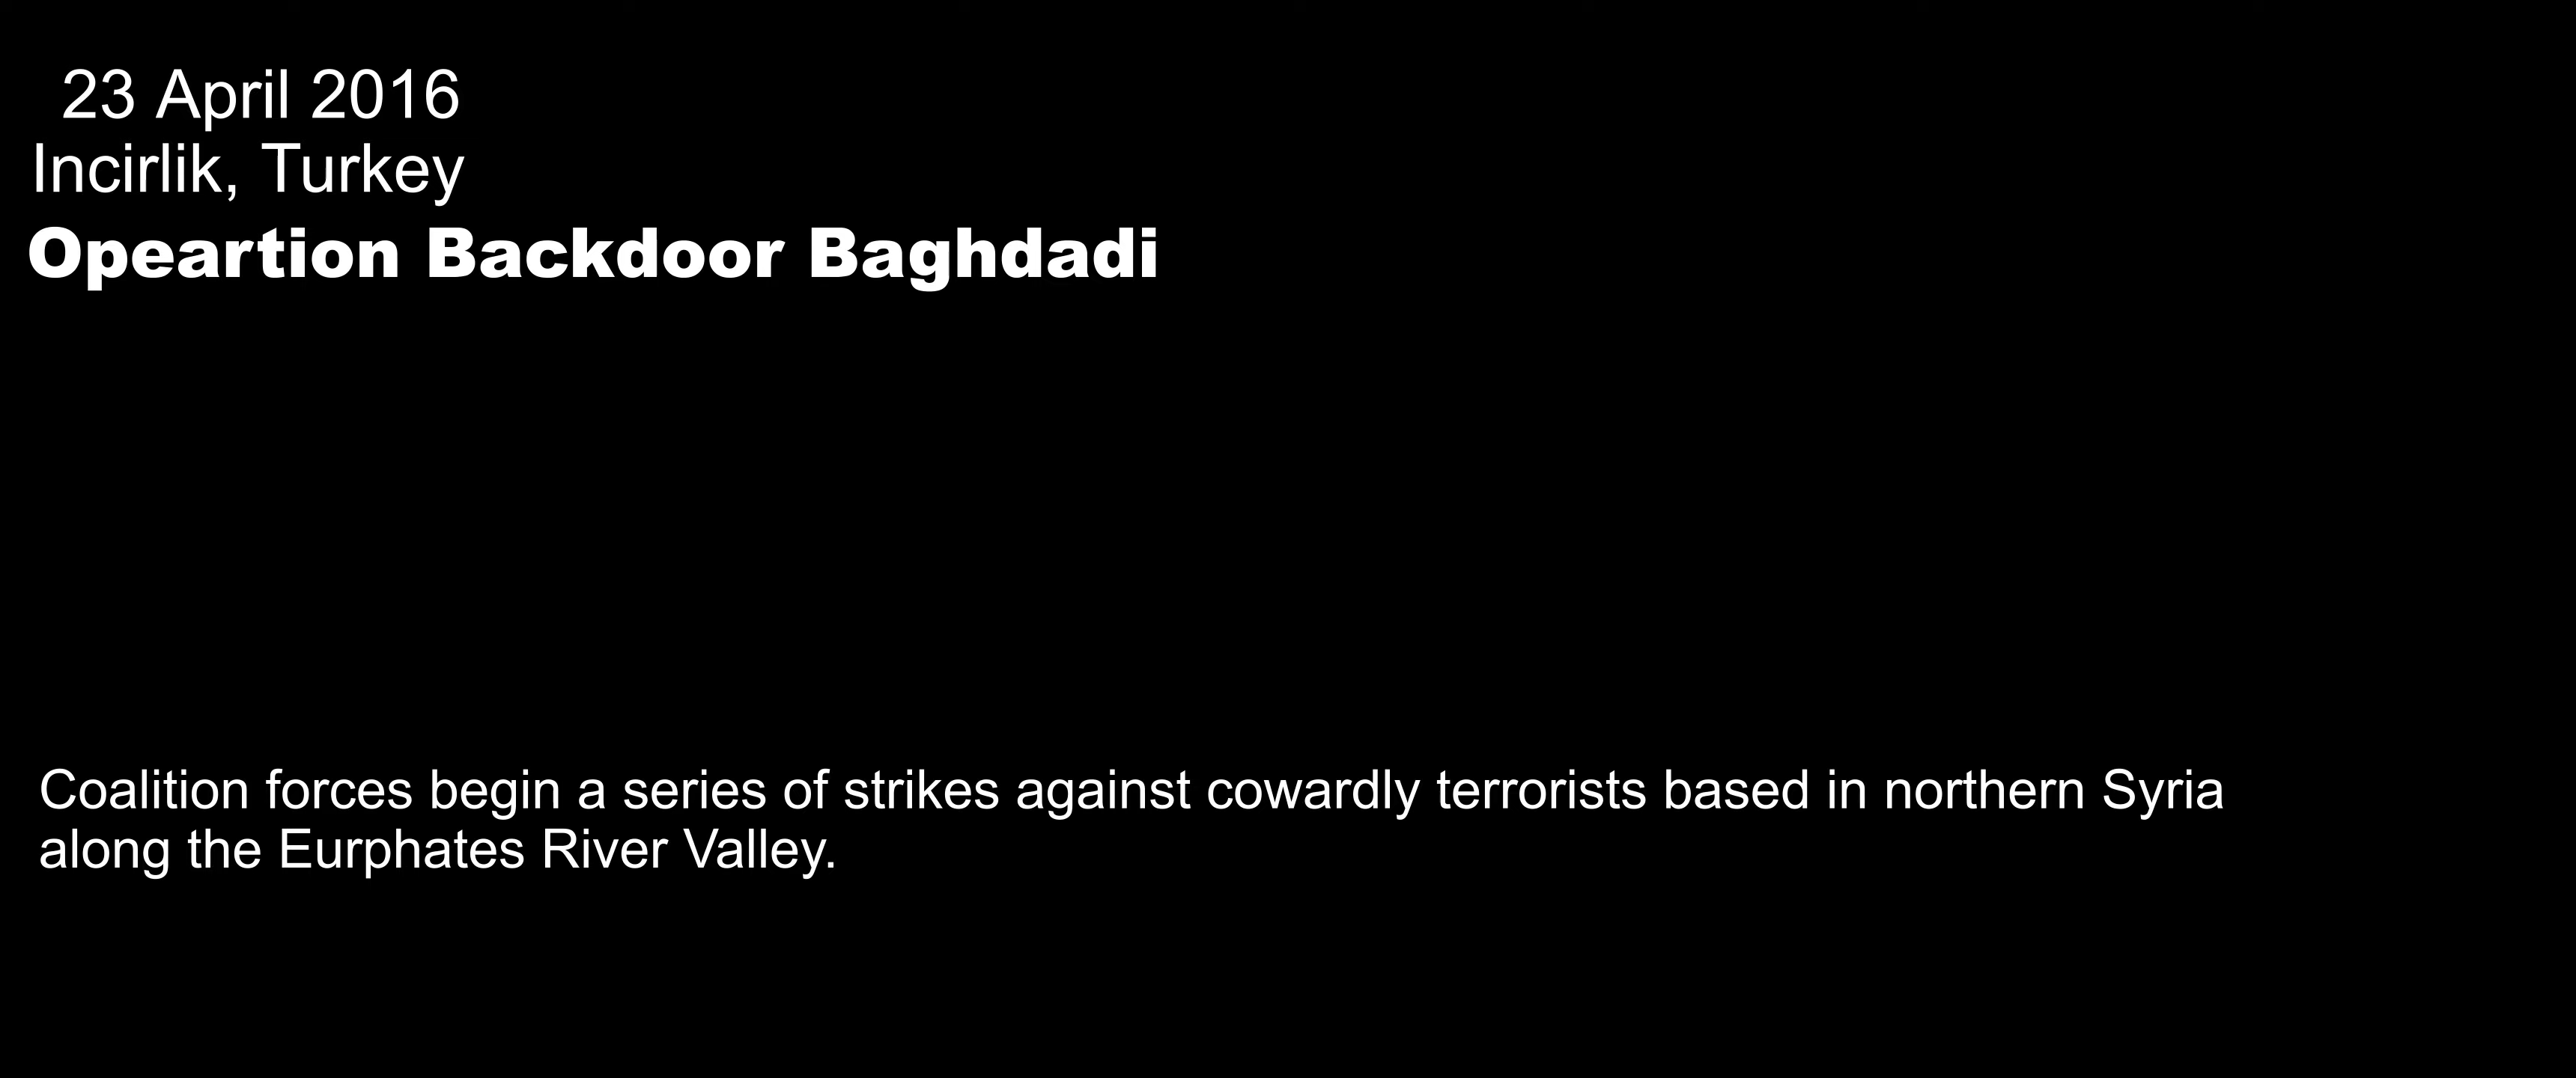 23 April 2016
Incirlik, Turkey
Opeartion Backdoor Baghdadi
Coalition forces begin a series of strikes against cowardly terrorists based in northern Syria
along the Eurphates River Valley.